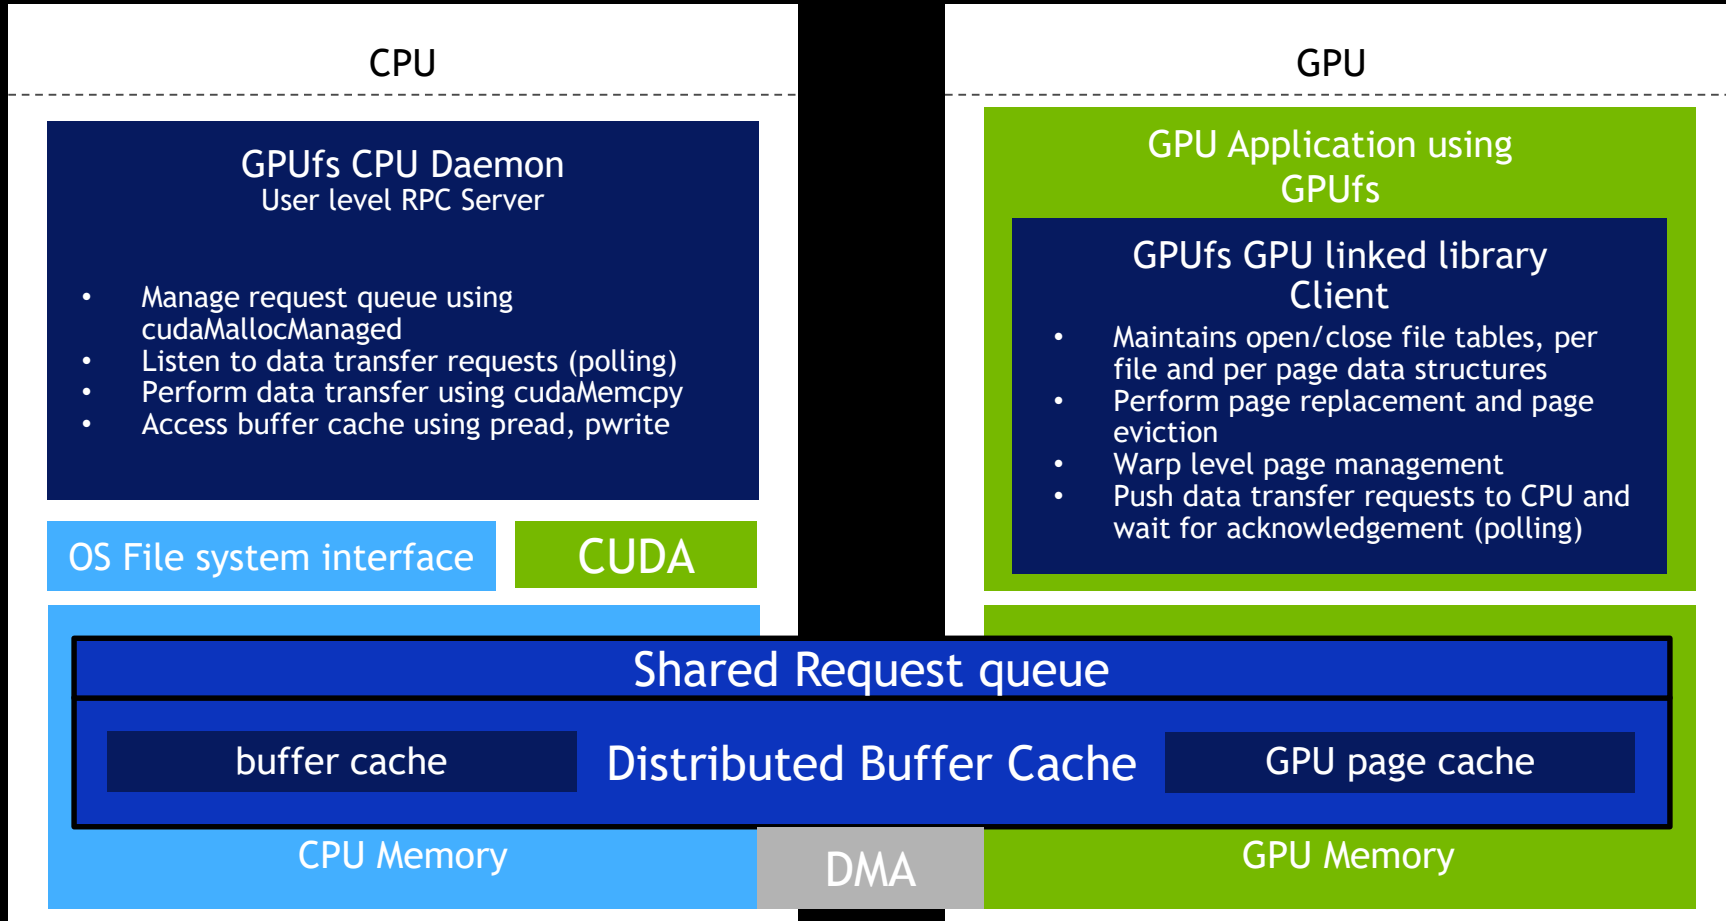 CPU
GPUfs CPU Daemon
User level RPC Server
• Manage request queue using
cudaMallocManaged
• Listen to data transfer requests (polling)
• Perform data transfer using cudaMemcpy
• Access buffer cache using pread, pwrite
OS File system interface
CUDA
GPU
GPU Application using
GPUfs
GPUfs GPU linked library
Client
• Maintains open/close file tables, per
file and per page data structures
• Perform page replacement and page
eviction
• Warp level page management
• Push data transfer requests to CPU and
wait for acknowledgement (polling)
Shared Request queue
buffer cache
Distributed Buffer Cache
GPU page cache
CPU Memory
DMA
GPU Memory